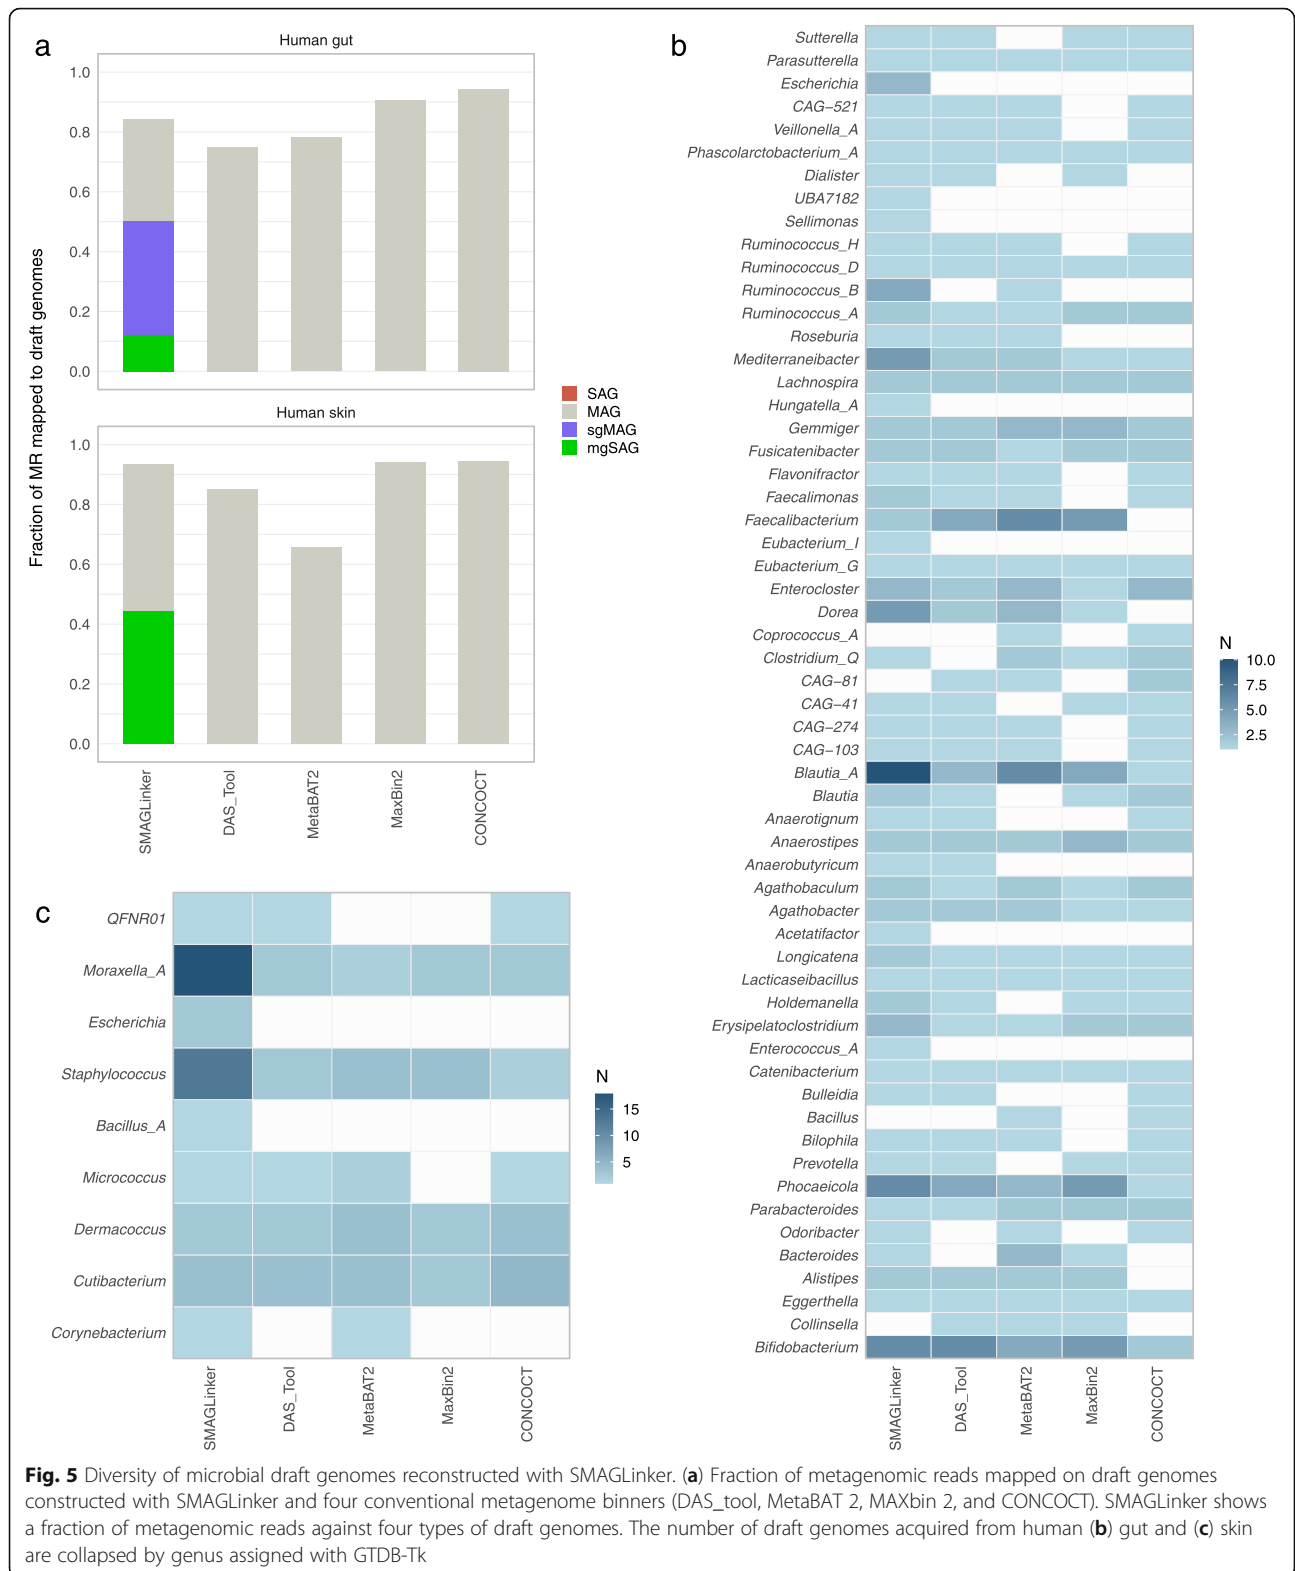 a
Human gut
1.0
0.8
0.6
0.4
0.2
0.0
Human skin
1.0
0.8
0.6
0.4
0.2
0.0
Fraction of MR mapped to draft genomes
SMAGLinker
DAS_Tool
MetaBAT2
MaxBin2
CONCOCT
SAG
MAG
sgMAG
mgSAG
b
Sutterella
Parasutterella
Escherichia
CAG−521
Veillonella_A
Phascolarctobacterium_A
Dialister
UBA7182
Sellimonas
Ruminococcus_H
Ruminococcus_D
Ruminococcus_B
Ruminococcus_A
Roseburia
Mediterraneibacter
Lachnospira
Hungatella_A
Gemmiger
Fusicatenibacter
Flavonifractor
Faecalimonas
Faecalibacterium
Eubacterium_I
Eubacterium_G
Enterocloster
Dorea
Coprococcus_A
Clostridium_Q
CAG−81
CAG−41
CAG−274
CAG−103
Blautia_A
Blautia
Anaerotignum
Anaerostipes
Anaerobutyricum
Agathobaculum
Agathobacter
Acetatifactor
Longicatena
Lacticaseibacillus
Holdemanella
Erysipelatoclostridium
Enterococcus_A
Catenibacterium
Bulleidia
Bacillus
Bilophila
Prevotella
Phocaeicola
Parabacteroides
Odoribacter
Bacteroides
Alistipes
Eggerthella
Collinsella
Bifidobacterium
SMAGLinker
DAS_Tool
MetaBAT2
MaxBin2
CONCOCT
N
10.0
7.5
5.0
2.5
c
QFNR01
Moraxella_A
Escherichia
Staphylococcus
Bacillus_A
Micrococcus
Dermacoccus
Cutibacterium
Corynebacterium
SMAGLinker
DAS_Tool
MetaBAT2
MaxBin2
CONCOCT
N
15
10
5
Fig. 5 Diversity of microbial draft genomes reconstructed with SMAGLinker. (a) Fraction of metagenomic reads mapped on draft genomes
constructed with SMAGLinker and four conventional metagenome binners (DAS_tool, MetaBAT 2, MAXbin 2, and CONCOCT). SMAGLinker shows
a fraction of metagenomic reads against four types of draft genomes. The number of draft genomes acquired from human (b) gut and (c) skin
are collapsed by genus assigned with GTDB-Tk